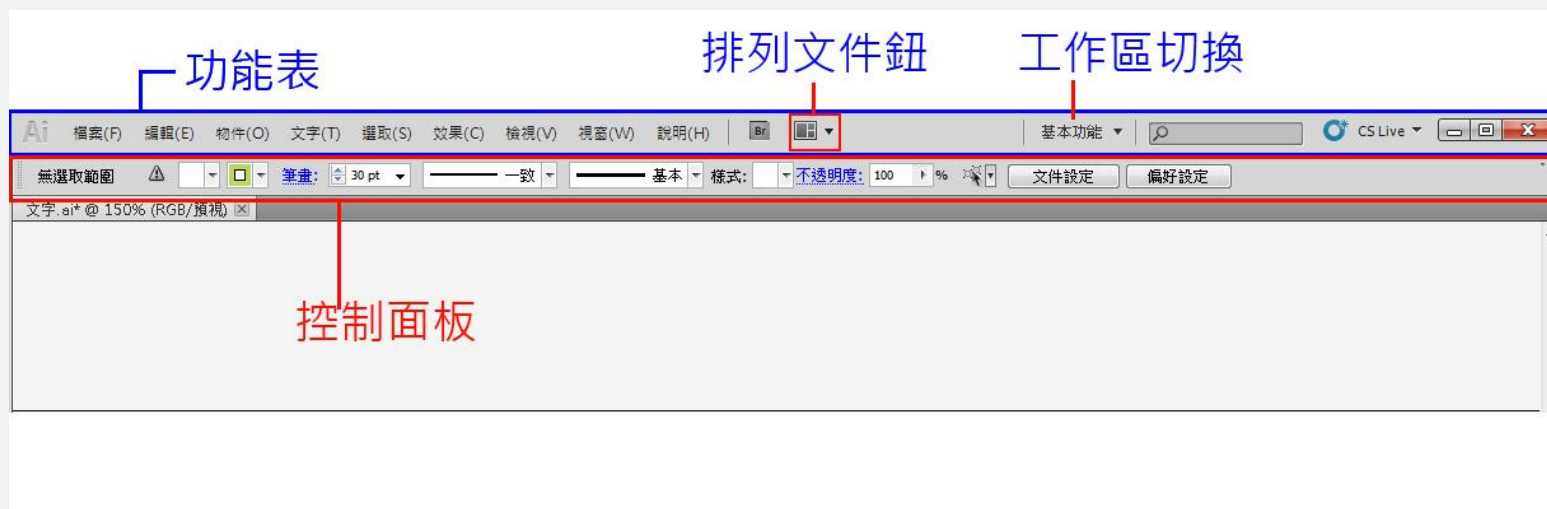 功能表 排列文件鈕 工作區切換
Ai 檔案(F) 編輯(E) 物件(O) 文字(T) 選取(S) 效果(C) 檢視(V) 視窗(W) 說明(H) Br 基本功能 CS Live
無選取範圍 筆畫: 30 pt 一致 基本 樣式: 不透明度: 100 % 文件設定 偏好設定
文字.ai* @ 150% (RGB/預視)
控制面板